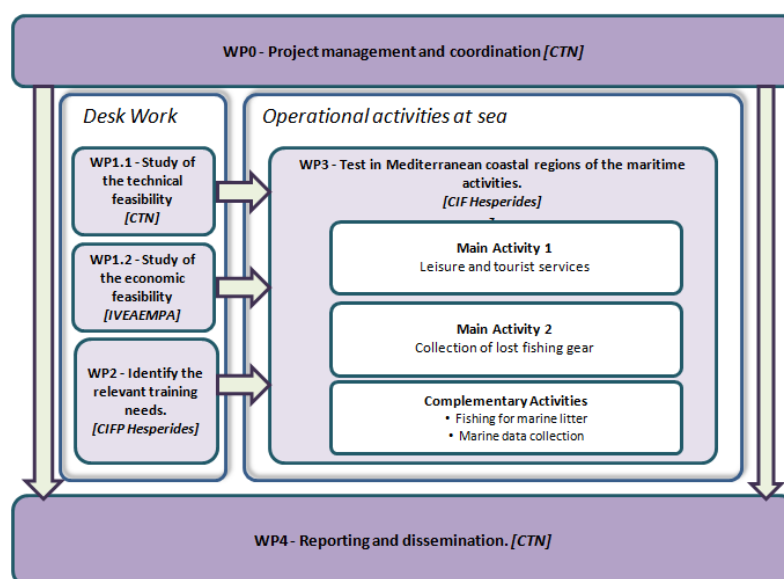 WP0 - Project management and coordination [CTN]
Desk Work
WP1.1 - Study of
the technical
feasibility
[CTN]
WP1.2 - Study of
the economic
feasibility
[IVEAEMPA]
WP2 - Identify the
relevant training
needs.
[CIFP Hesperides]
Operational activities at sea
WP3 - Test in Mediterranean coastal regions of the maritime
activities.
[CIF Hesperides]
Main Activity 1
Leisure and tourist services
Main Activity 2
Collection of lost fishing gear
Complementary Activities
• Fishing for marine litter
• Marine data collection
WP4 - Reporting and dissemination. [CTN]